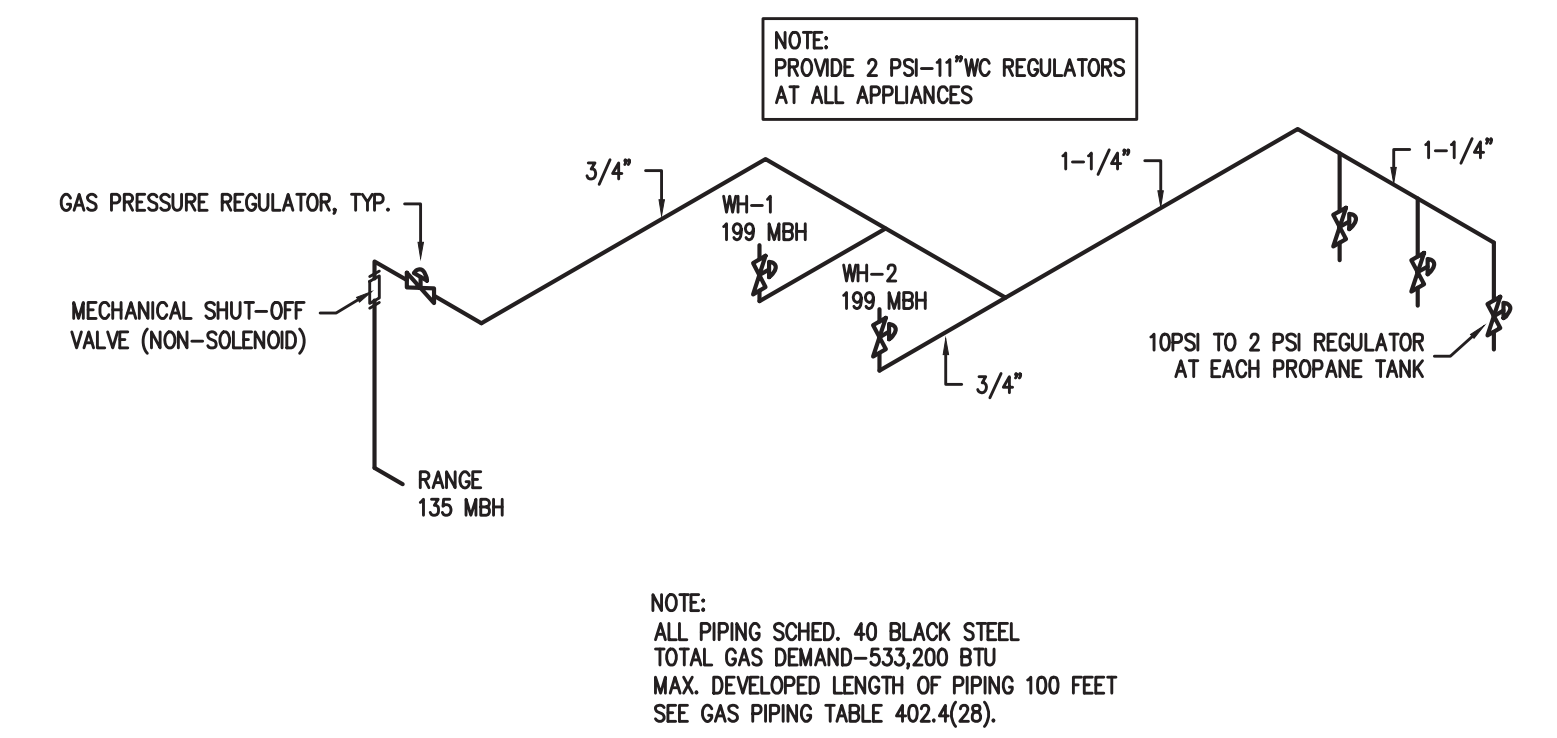 NOTE:
PROVIDE 2 PSI-11"WC REGULATORS
AT ALL APPLIANCES
1-1/4"
1-1/4"
3/4"
GAS PRESSURE REGULATOR, TYP.
WH-1
199 MBH
WH-2
199 MBH
MECHANICAL SHUT-OFF
VALVE (NON-SOLENOID)
10PSI TO 2 PSI REGULATOR
AT EACH PROPANE TANK
3/4"
RANGE
135 MBH
NOTE:
ALL PIPING SCHED. 40 BLACK STEEL
TOTAL GAS DEMAND-533,200 BTU
MAX. DEVELOPED LENGTH OF PIPING 100 FEET
SEE GAS PIPING TABLE 402.4(28).